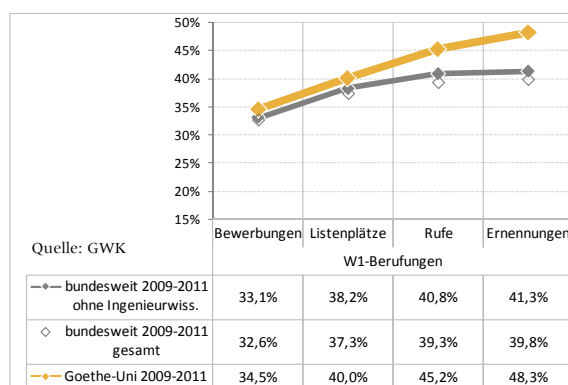 50%
45%
40%
35%
30%
25%
20%
15%
Quelle: GWK
Bewerbungen Listenplätze Rufe Ernennungen
W1-Berufungen
bundesweit 2009-2011 ohne Ingenieurwiss. 33,1% 38,2% 40,8% 41,3%
bundesweit 2009-2011 gesamt 32,6% 37,3% 39,3% 39,8%
Goethe-Uni 2009-2011 34,5% 40,0% 45,2% 48,3%